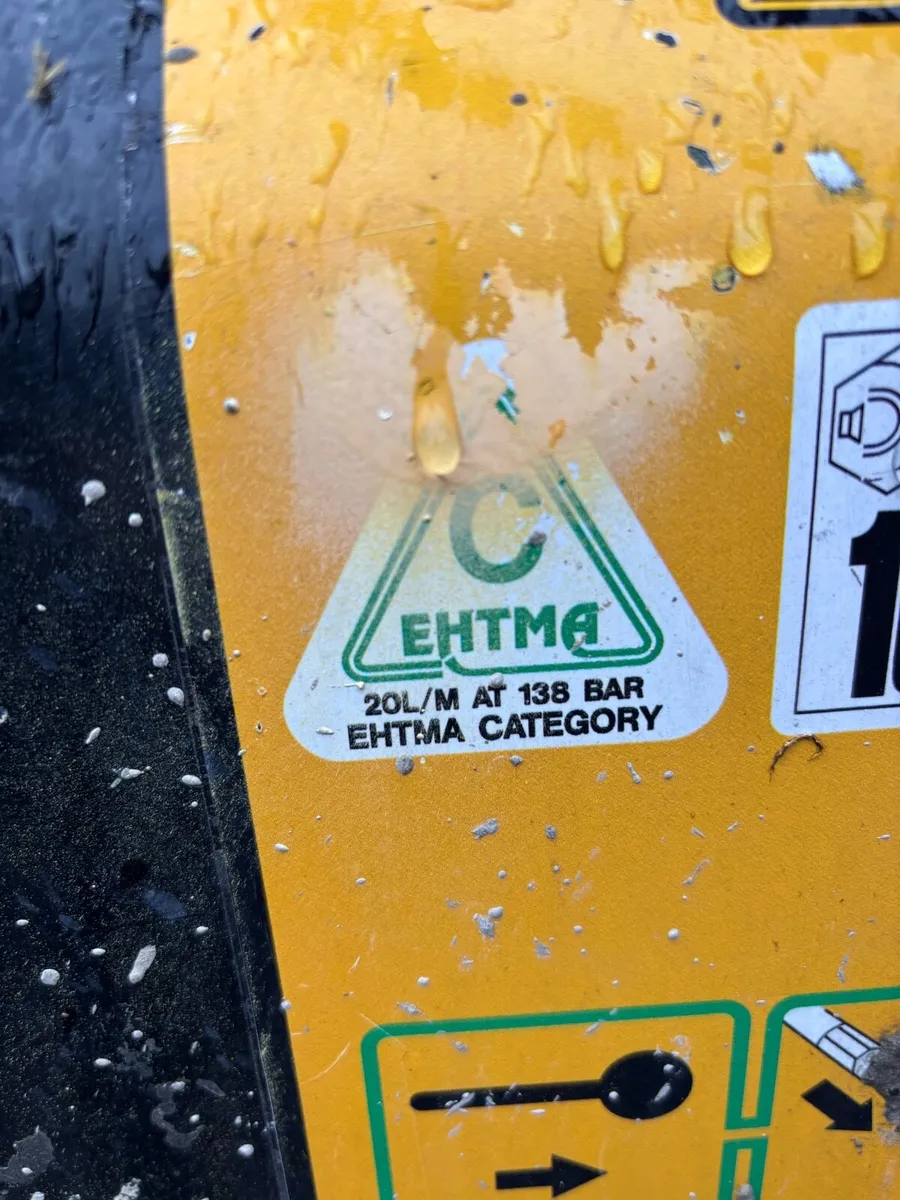 C
EHTMA
20L/M AT 138 BAR
EHTMA CATEGORY